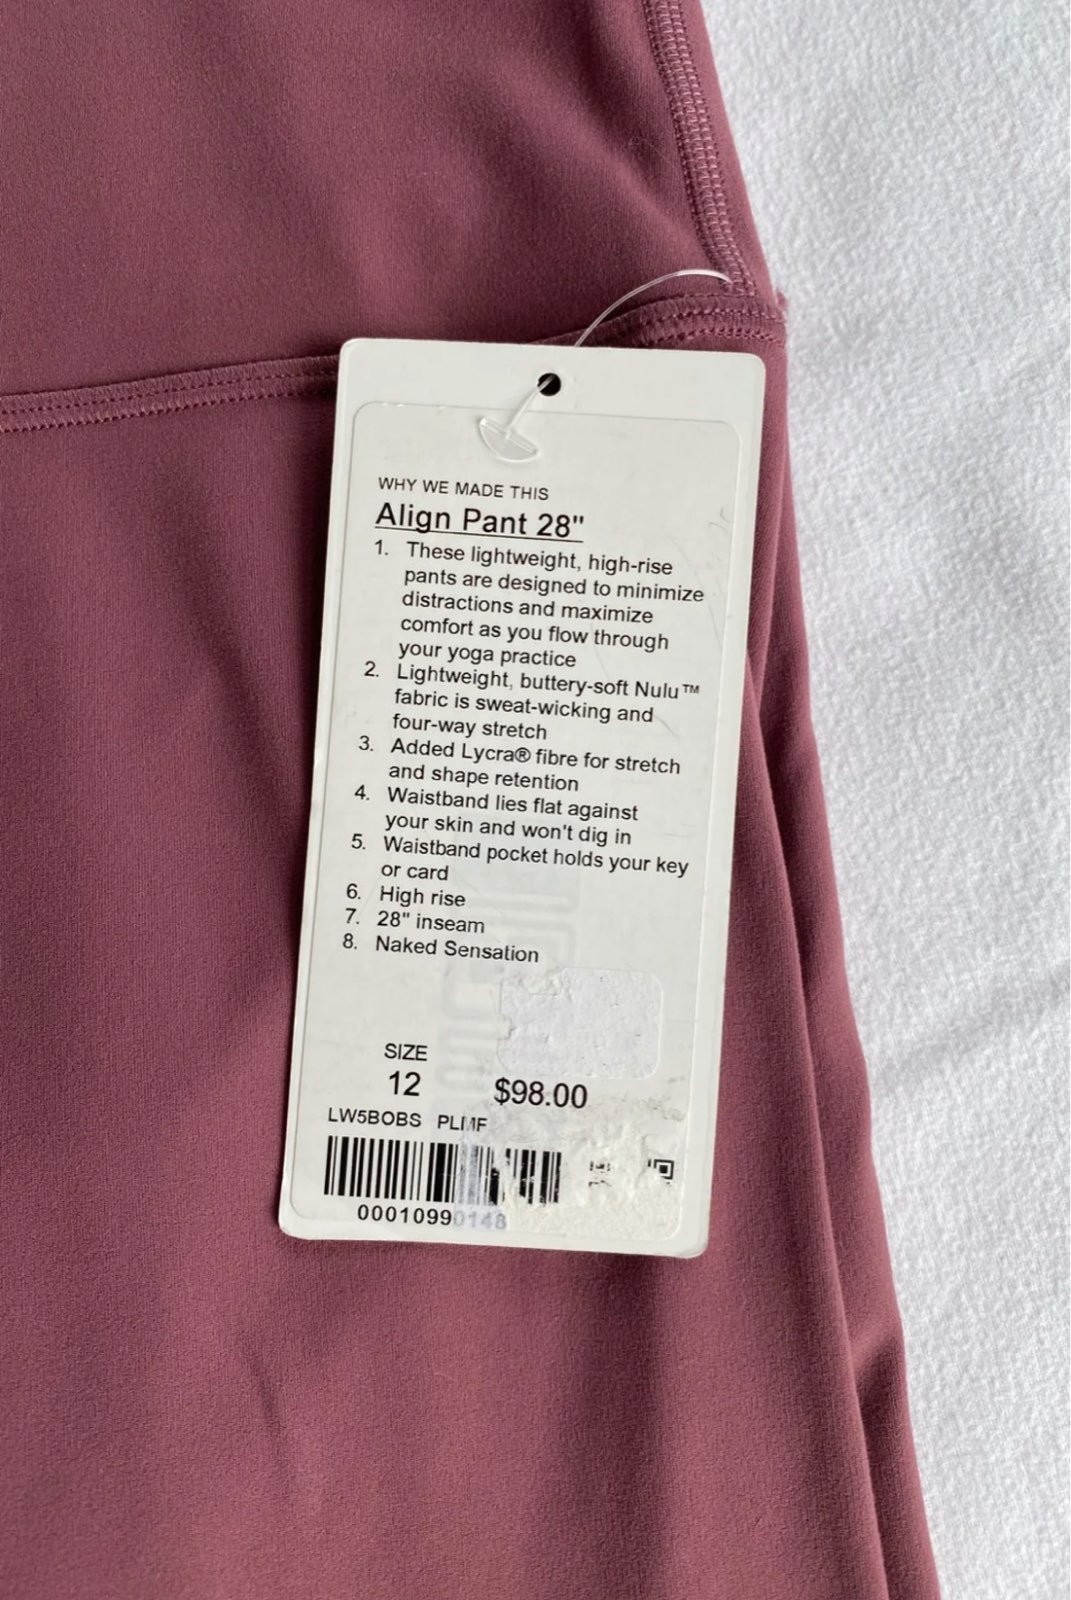 WHY WE MADE THIS
Align Pant 28"
1. These lightweight, high-rise
pants are designed to minimize
distractions and maximize
comfort as you flow through
your yoga practice
2. Lightweight, buttery-soft Nulu™
fabric is sweat-wicking and
four-way stretch
3. Added Lycra® fibre for stretch
and shape retention
4. Waistband lies flat against
your skin and won't dig in
5. Waistband pocket holds your key
or card
6. High rise
7. 28" inseam
8. Naked Sensation
SIZE
12 $98.00
LW5BOBS PLMF
000109990148